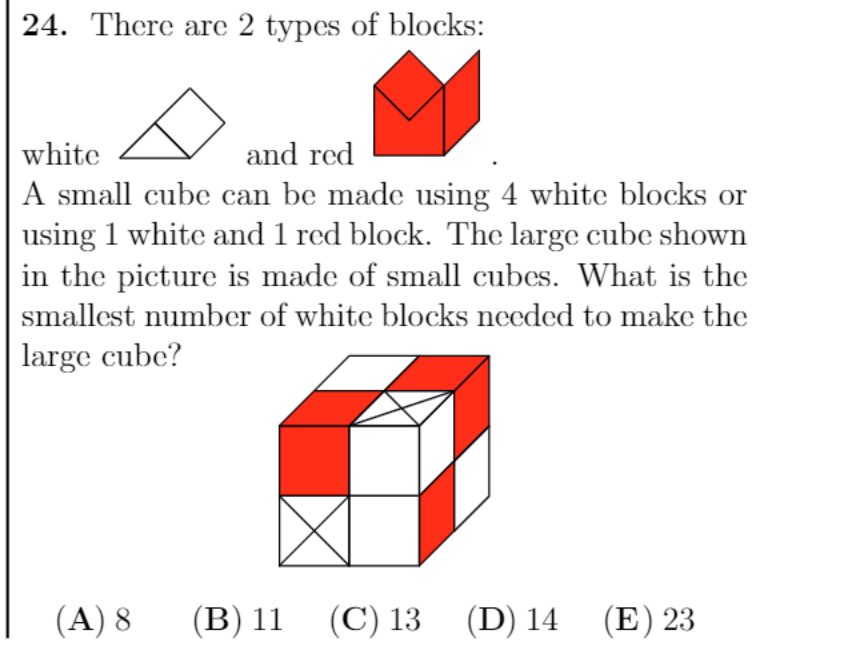 24. There are 2 types of blocks:
white and red .
A small cube can be made using 4 white blocks or
using 1 white and 1 red block. The large cube shown
in the picture is made of small cubes. What is the
smallest number of white blocks needed to make the
large cube?
(A) 8 (B) 11 (C) 13 (D) 14 (E) 23